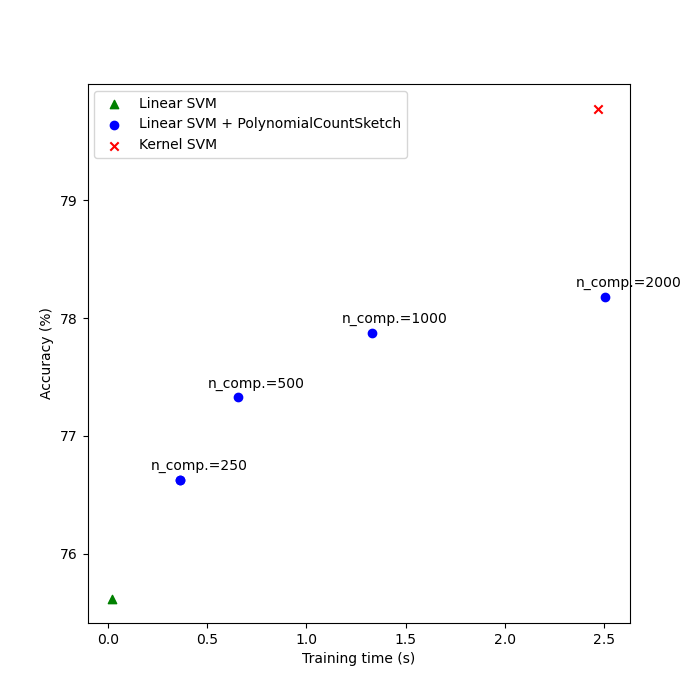 Linear SVM
Linear SVM + PolynomialCountSketch
Kernel SVM
n_comp.=2000
n_comp.=1000
n_comp.=500
n_comp.=250
79
78
77
76
Accuracy (%)
0.0 0.5 1.0 1.5 2.0 2.5
Training time (s)